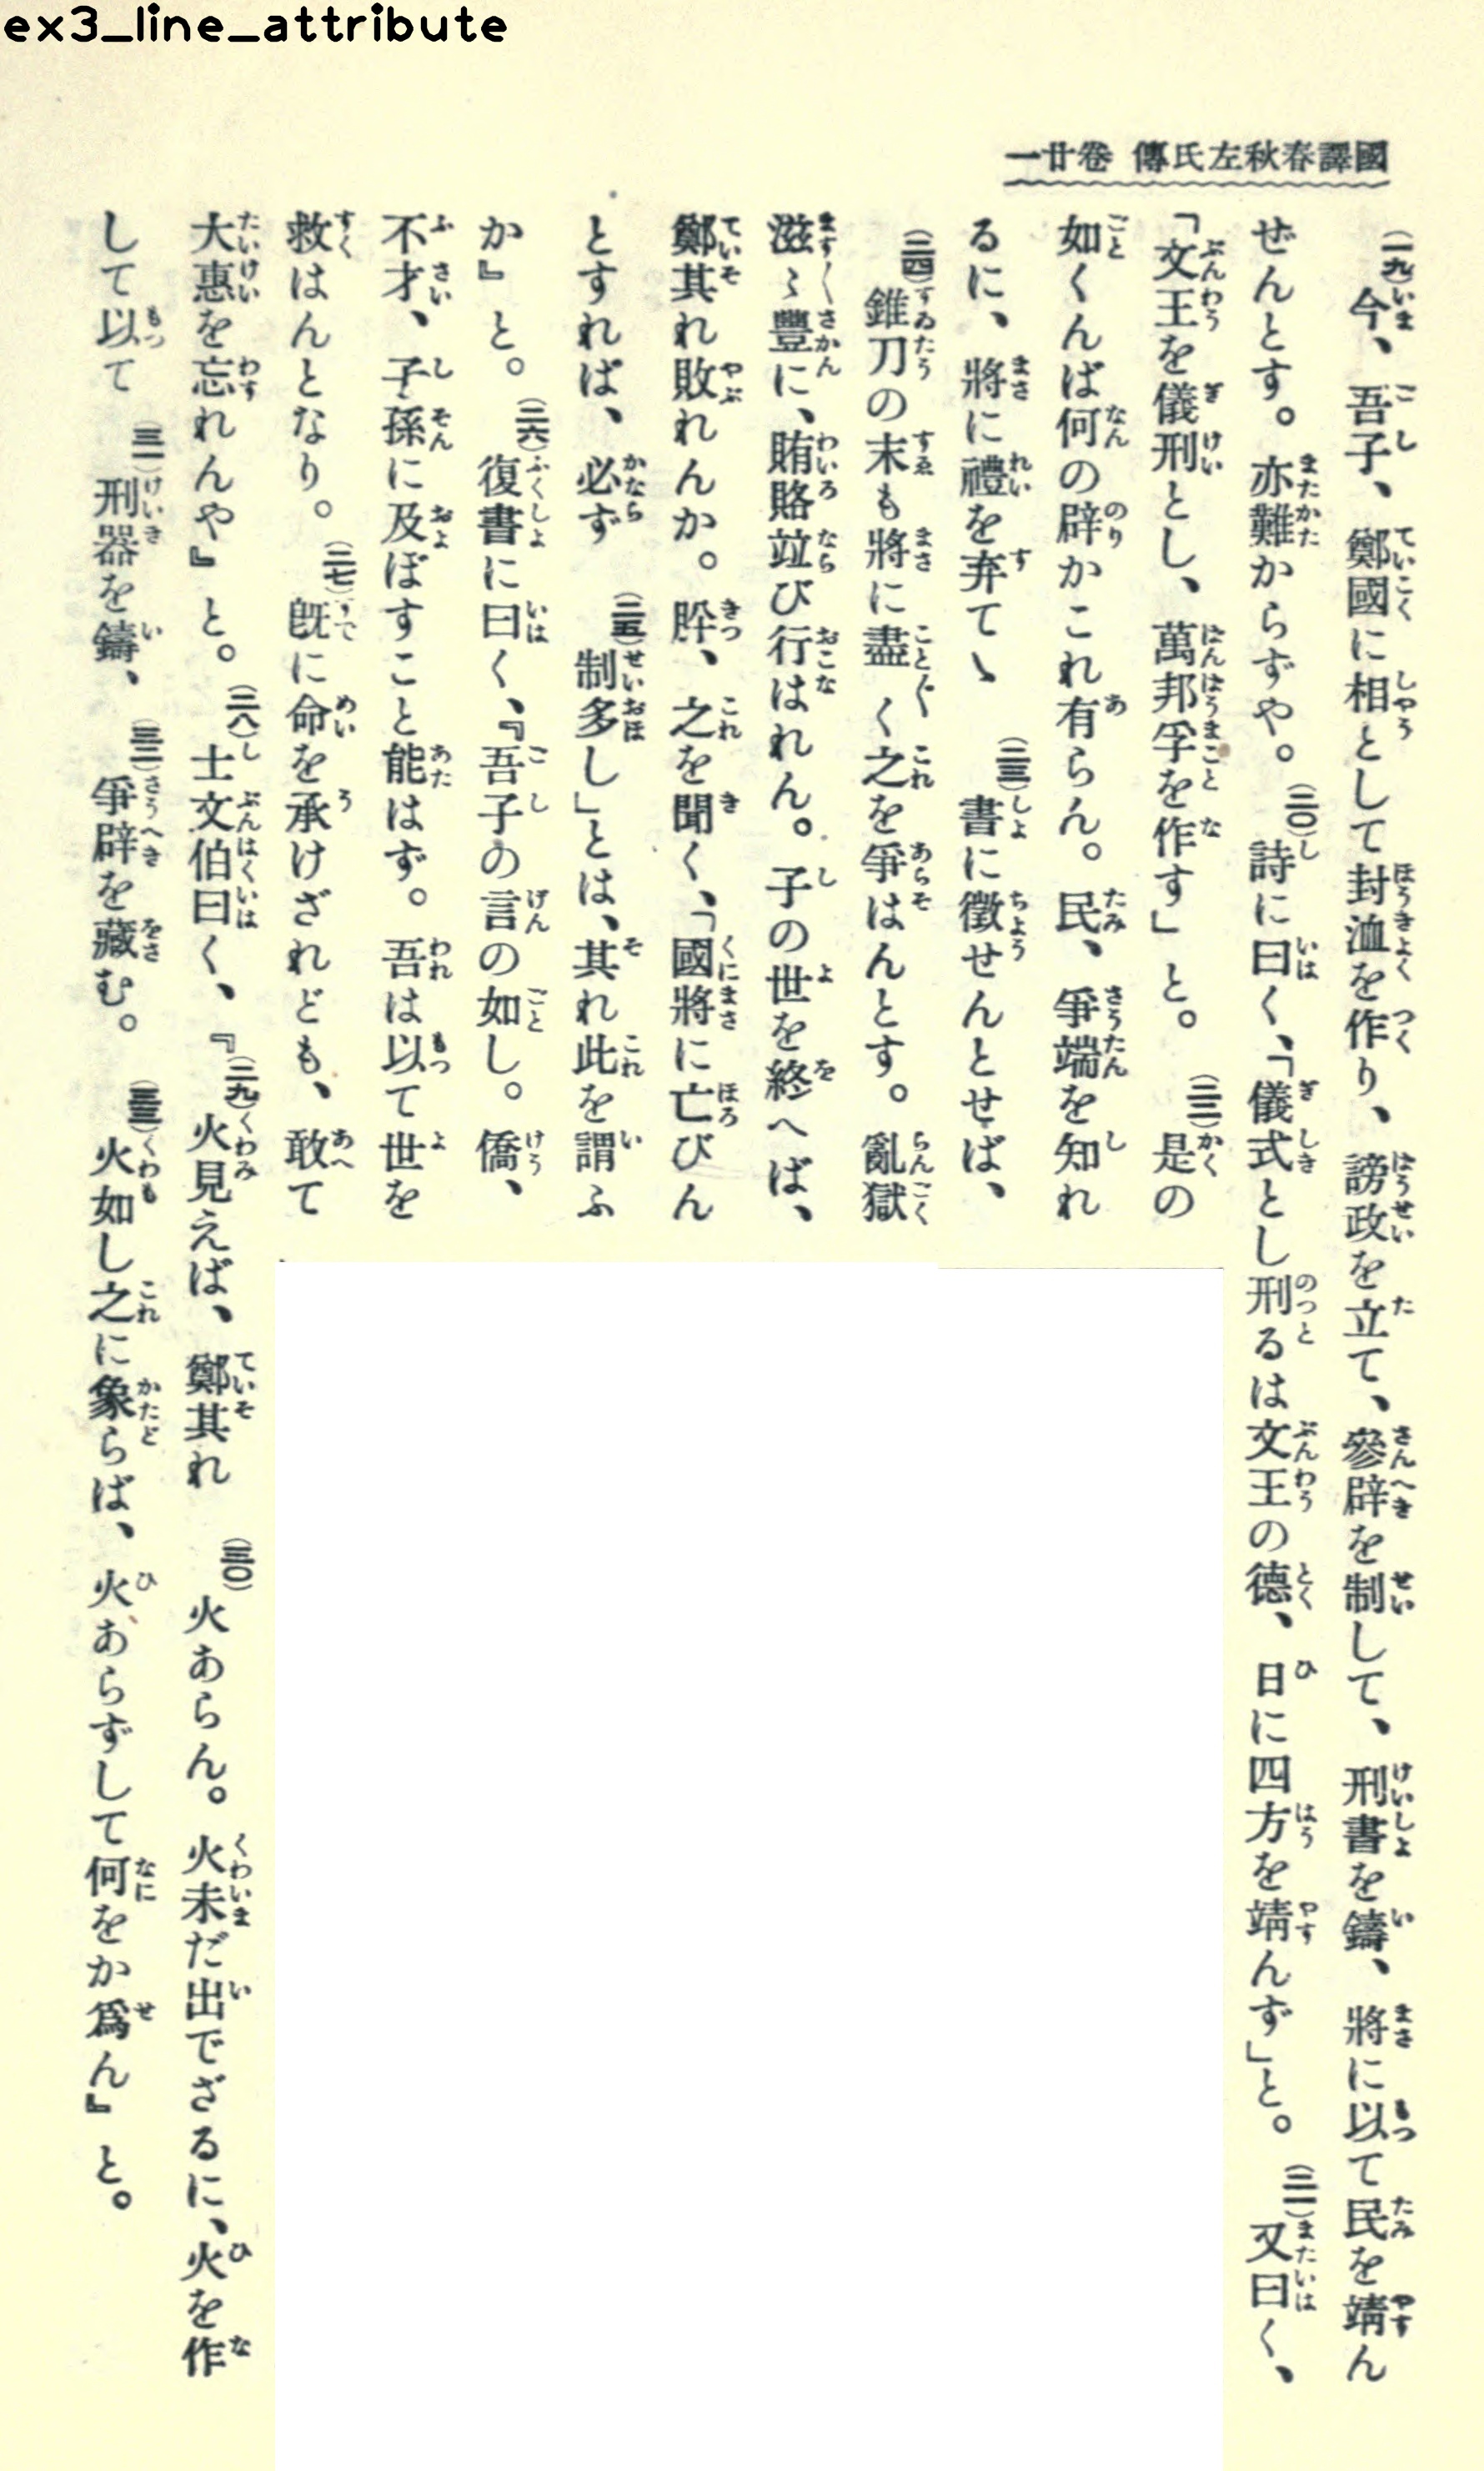 ex3_line_attribute
國譯春秋左氏傳 卷廿一
(一九)今、吾子、鄭國に相として封洫を作り、謗政を立て、參辟を制して、刑書を鑄、將に以て民を靖ん
ぜんとす。亦難からずや。(二〇)詩に曰く、「儀式とし刑るは文王の德、日に四方を靖んず」と。(二一)又曰く、
「文王を儀刑とし、萬邦孚を作す」と。(二二)是の
如くんば何の辟かこれ有らん。民、爭端を知れ
るに、將に禮を弃てゝ(二三)書に徵せんとせば、
(二四)錐刀の末も將に盡く之を爭はんとす。亂獄
滋〻豐に、賄賂竝び行はれん。子の世を終へば、
鄭其れ敗れんか。肸、之を聞く、「國將に亡びん
とすれば、必ず(二五)制多し」とは、其れ此を謂ふ
か』と。(二六)復書に曰く、『吾子の言の如し。僑、
不才、子孫に及ぼすこと能はず。吾は以て世を
救はんとなり。(二七)既に命を承けざれども、敢て
大惠を忘れんや』と。(二八)士文伯曰く、『(二九)火見えば、鄭其れ(三〇)火あらん。火未だ出でざるに、火を作
して以て(三一)刑器を鑄、(三二)爭辟を藏む。(三三)火如し之に象らば、火あらずして何をか爲ん』と。